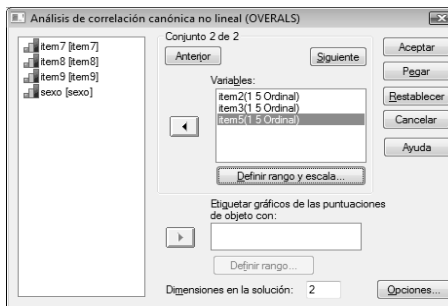 Análisis de correlación canónica no lineal (OVERALS)
item7 [item7]
item8 [item8]
item9 [item9]
sexo [sexo]
Conjunto 2 de 2
Anterior
Siguiente
Variables:
item2(1 5 Ordinal)
item3(1 5 Ordinal)
item5(1 5 Ordinal)
Definir rango y escala...
Etiquetar gráficos de las puntuaciones
de objeto con:
Definir rango...
Dimensiones en la solución: 2
Aceptar
Pegar
Restablecer
Cancelar
Ayuda
Opciones...